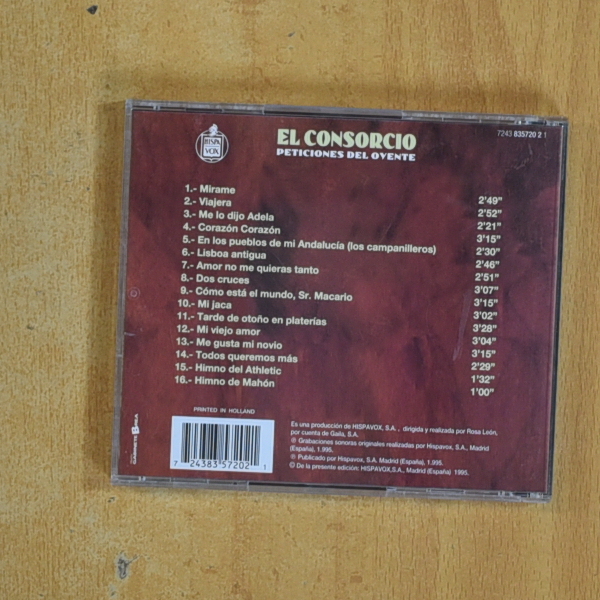 HISPA
VOX
EL CONSORCIO
PETICIONES DEL OYENTE
7243 835720 2 1
1.- Mirame 2'49"
2.- Viajera 2'52"
3.- Me lo dijo Adela 2'21"
4.- Corazón Corazón 3'15"
5.- En los pueblos de mi Andalucía (los campanilleros) 2'30"
6.- Lisboa antigua 2'46"
7.- Amor no me quieras tanto 2'51"
8.- Dos cruces 3'07"
9.- Cómo está el mundo, Sr. Macario 3'15"
10.- Mi jaca 3'02"
11.- Tarde de otoño en platerías 3'28"
12.- Mi viejo amor 3'04"
13.- Me gusta mi novio 3'15"
14.- Todos queremos más 2'29"
15.- Himno del Athletic 1'32"
16.- Himno de Mahón 1'00"
PRINTED IN HOLLAND
7 24383 57202 1
Es una producción de HISPAVOX, S.A., dirigida y realizada por Rosa León,
por cuenta de Gaila, S.A.
℗ Grabaciones sonoras originales realizadas por Hispavox, S.A., Madrid
(España), 1.995.
℗ Publicado por Hispavox, S.A. Madrid (España), 1.995.
© De la presente edición: HISPAVOX,S.A., Madrid (España) 1995.